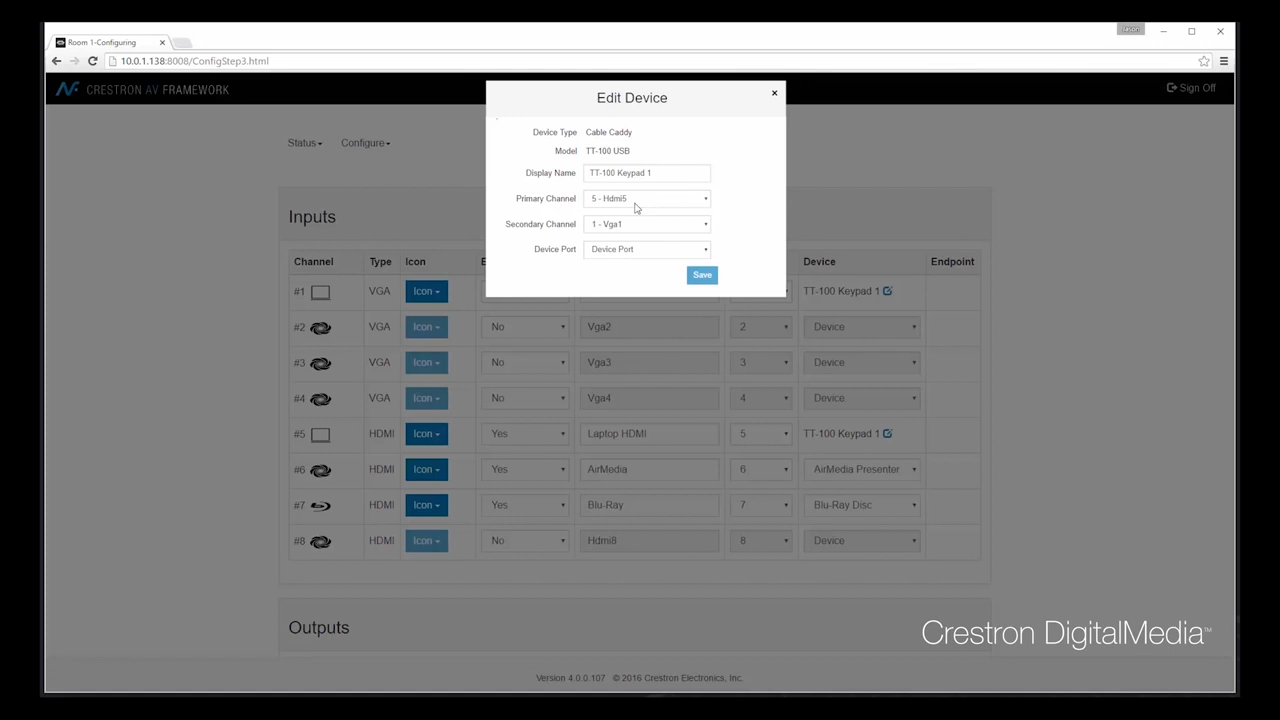 Room 1-Configuring
10.0.1.138:8008/ConfigStep3.html
CRESTRON AV FRAMEWORK
Sign Off
Status
Configure
Edit Device
Device Type Cable Caddy
Model TT-100 USB
Display Name TT-100 Keypad 1
Primary Channel 5 - Hdmi5
Secondary Channel 1 - Vga1
Device Port Device Port
Save
Inputs
Channel Type Icon Device Endpoint
#1 VGA Icon TT-100 Keypad 1
#2 VGA Icon No Vga2 2 Device
#3 VGA Icon No Vga3 3 Device
#4 VGA Icon No Vga4 4 Device
#5 HDMI Icon Yes Laptop HDMI 5 TT-100 Keypad 1
#6 HDMI Icon Yes AirMedia 6 AirMedia Presenter
#7 HDMI Icon Yes Blu-Ray 7 Blu-Ray Disc
#8 HDMI Icon No Hdmi8 8 Device
Outputs
Crestron DigitalMedia™
Version 4.0.0.107 © 2016 Crestron Electronics, Inc.